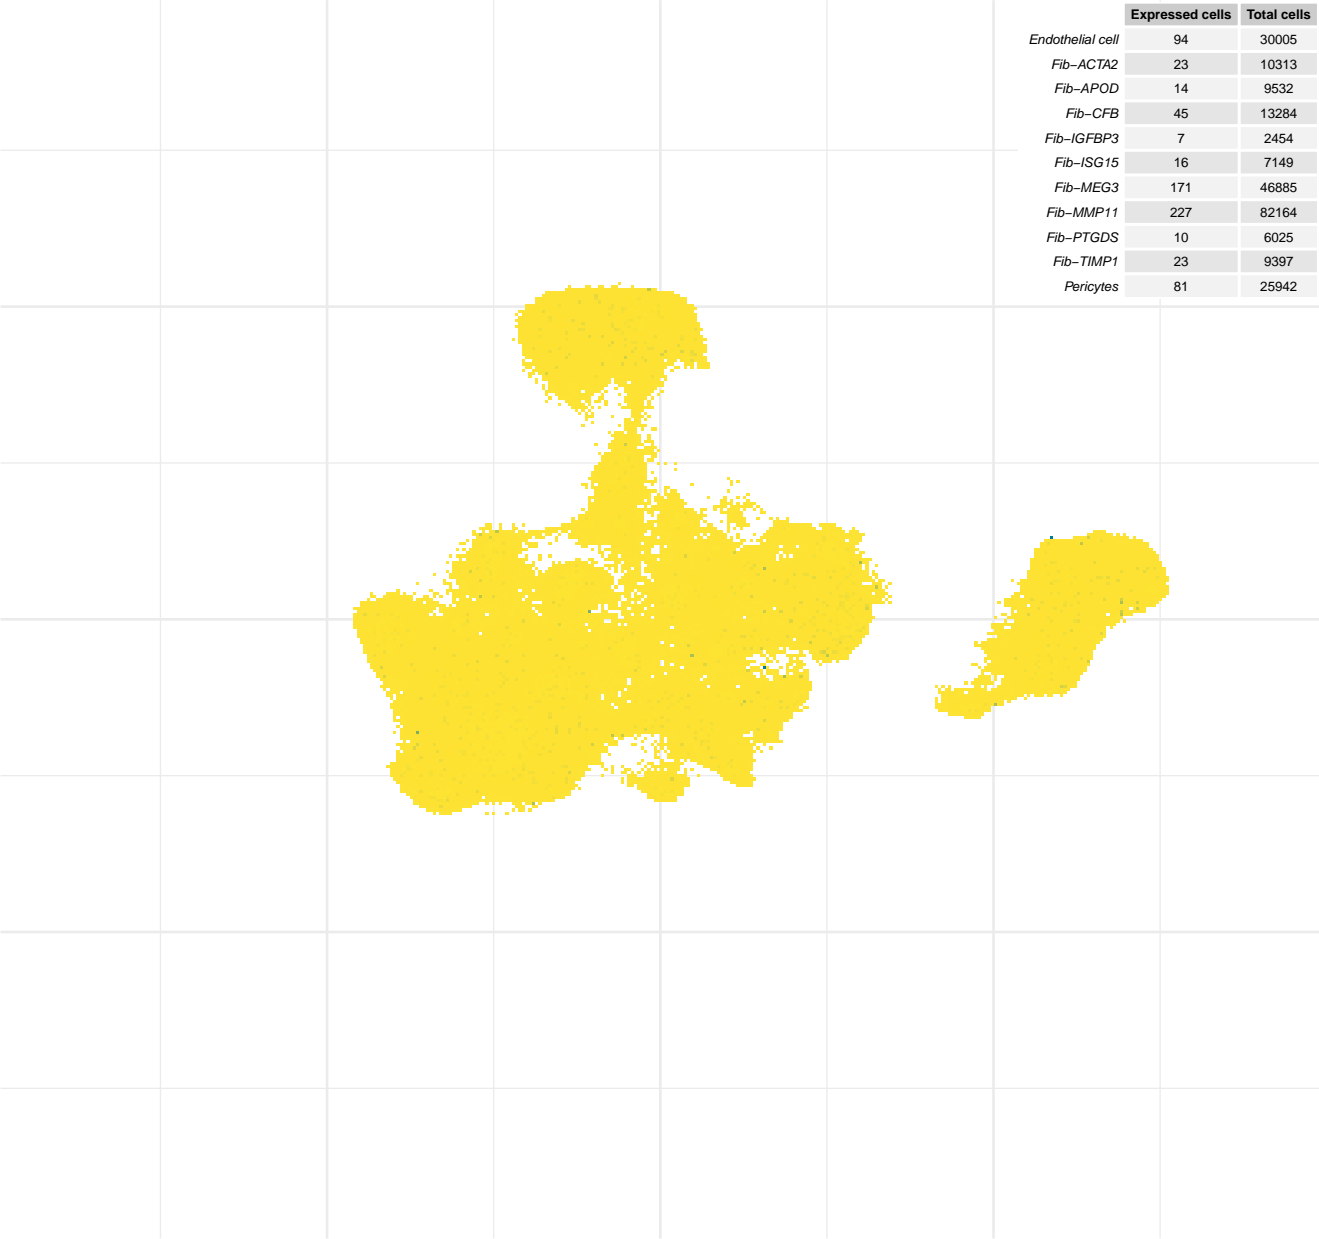 Expressed cells Total cells
Endothelial cell 94 30005
Fib−ACTA2 23 10313
Fib−APOD 14 9532
Fib−CFB 45 13284
Fib−IGFBP3 7 2454
Fib−ISG15 16 7149
Fib−MEG3 171 46885
Fib−MMP11 227 82164
Fib−PTGDS 10 6025
Fib−TIMP1 23 9397
Pericytes 81 25942